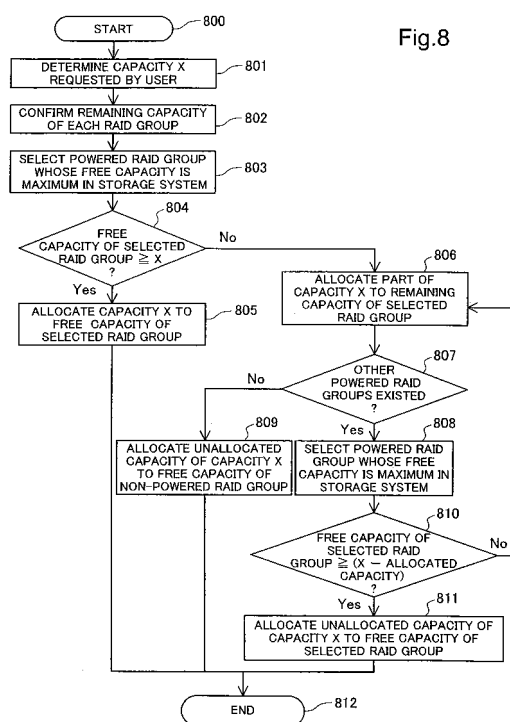 Fig.8
START
800
DETERMINE CAPACITY X
REQUESTED BY USER
801
CONFIRM REMAINING CAPACITY
OF EACH RAID GROUP
802
SELECT POWERED RAID GROUP
WHOSE FREE CAPACITY IS
MAXIMUM IN STORAGE SYSTEM
803
804
FREE
CAPACITY OF SELECTED
RAID GROUP ≧ X
?
No
Yes
ALLOCATE CAPACITY X TO
FREE CAPACITY OF
SELECTED RAID GROUP
805
806
ALLOCATE PART OF
CAPACITY X TO REMAINING
CAPACITY OF SELECTED
RAID GROUP
807
OTHER
POWERED RAID
GROUPS EXISTED
?
No
Yes
809
ALLOCATE UNALLOCATED
CAPACITY OF CAPACITY X
TO FREE CAPACITY OF
NON-POWERED RAID GROUP
808
SELECT POWERED RAID
GROUP WHOSE FREE
CAPACITY IS MAXIMUM IN
STORAGE SYSTEM
810
FREE CAPACITY OF
SELECTED RAID
GROUP ≧ (X − ALLOCATED
CAPACITY)
?
No
Yes
811
ALLOCATE UNALLOCATED CAPACITY OF
CAPACITY X TO FREE CAPACITY OF
SELECTED RAID GROUP
END
812